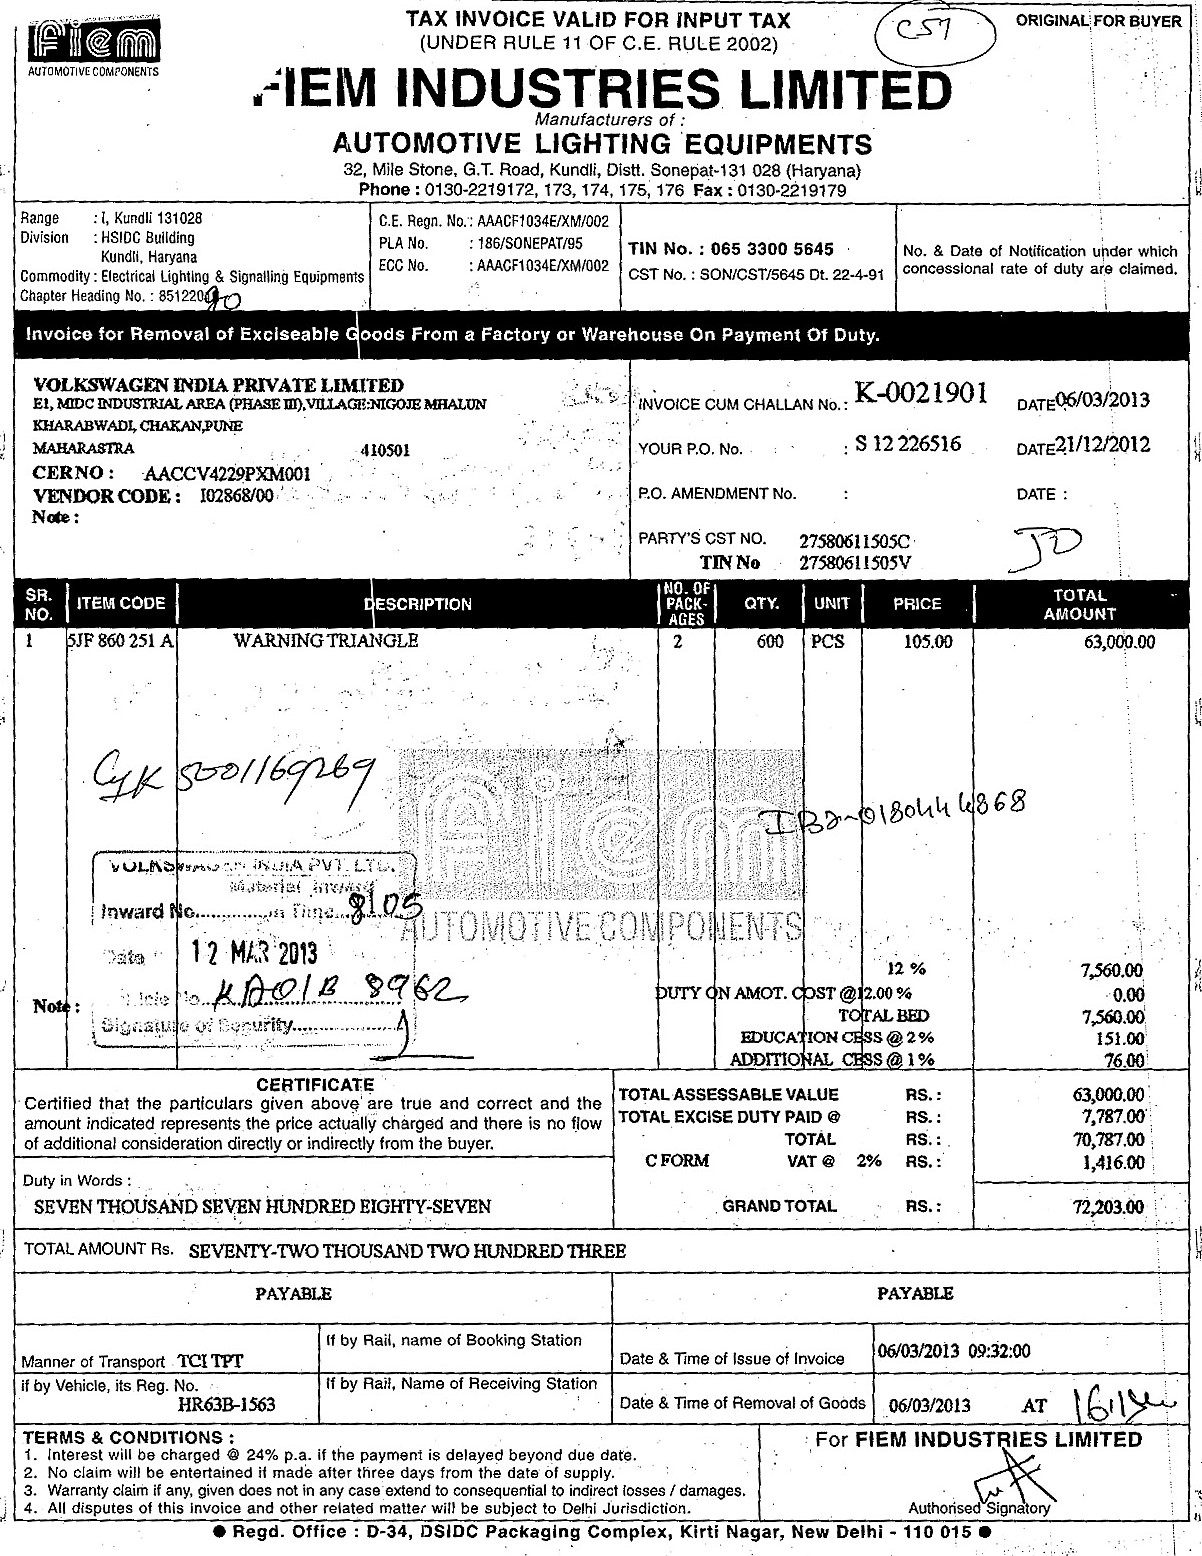 fiem
AUTOMOTIVE COMPONENTS
TAX INVOICE VALID FOR INPUT TAX
(UNDER RULE 11 OF C.E. RULE 2002)
C57
ORIGINAL FOR BUYER
FIEM INDUSTRIES LIMITED
Manufacturers of :
AUTOMOTIVE LIGHTING EQUIPMENTS
32, Mile Stone, G.T. Road, Kundli, Distt. Sonepat-131 028 (Haryana)
Phone : 0130-2219172, 173, 174, 175, 176 Fax : 0130-2219179
Range : I, Kundli 131028
Division : HSIDC Building
Kundli, Haryana
Commodity : Electrical Lighting & Signalling Equipments
Chapter Heading No. : 851220
C.E. Regn. No. : AAACF1034E/XM/002
PLA No. : 186/SONEPAT/95
ECC No. : AAACF1034E/XM/002
TIN No. : 065 3300 5645
CST No. : SON/CST/5645 Dt. 22-4-91
No. & Date of Notification under which
concessional rate of duty are claimed.
Invoice for Removal of Exciseable Goods From a Factory or Warehouse On Payment Of Duty.
VOLKSWAGEN INDIA PRIVATE LIMITED
E1, MIDC INDUSTRIAL AREA (PHASE III),VILLAGE:NIGOJE MHALUN
KHARABWADI, CHAKAN,PUNE
MAHARASTRA 410501
CERNO : AACCV4229PXM001
VENDOR CODE : I02868/00
Note :
INVOICE CUM CHALLAN No. : K-0021901 DATE 06/03/2013
YOUR P.O. No. : S 12 226516 DATE 21/12/2012
P.O. AMENDMENT No. : DATE :
PARTY'S CST NO. 27580611505C
TIN No 27580611505V
JD
SR. NO. ITEM CODE DESCRIPTION NO. OF PACK-AGES QTY. UNIT PRICE TOTAL AMOUNT
1 5JF 860 251 A WARNING TRIANGLE 2 600 PCS 105.00 63,000.00
5001169269
IB2-0180444868
fiem
AUTOMOTIVE COMPONENTS
VOLKSWAGEN INDIA PVT. LTD.
Material Inward
Inward No............in Time...8105
Date 12 MAR 2013
Vehicle No. KA01B 8962
Signature of Security
Note :
12 % 7,560.00
DUTY ON AMOT. COST @12.00 % 0.00
TOTAL BED 7,560.00
EDUCATION CESS @ 2% 151.00
ADDITIONAL CESS @ 1% 76.00
CERTIFICATE
Certified that the particulars given above are true and correct and the
amount indicated represents the price actually charged and there is no flow
of additional consideration directly or indirectly from the buyer.
TOTAL ASSESSABLE VALUE RS. : 63,000.00
TOTAL EXCISE DUTY PAID @ RS. : 7,787.00
TOTAL RS. : 70,787.00
C FORM VAT @ 2% RS. : 1,416.00
Duty in Words :
SEVEN THOUSAND SEVEN HUNDRED EIGHTY-SEVEN
GRAND TOTAL RS. : 72,203.00
TOTAL AMOUNT Rs. SEVENTY-TWO THOUSAND TWO HUNDRED THREE
PAYABLE PAYABLE
Manner of Transport TCI TPT
If by Rail, name of Booking Station
Date & Time of Issue of Invoice 06/03/2013 09:32:00
if by Vehicle, its Reg. No.
HR63B-1563
If by Rail, Name of Receiving Station
Date & Time of Removal of Goods 06/03/2013 AT
TERMS & CONDITIONS :
1. Interest will be charged @ 24% p.a. if the payment is delayed beyond due date.
2. No claim will be entertained if made after three days from the date of supply.
3. Warranty claim if any, given does not in any case extend to consequential to indirect losses / damages.
4. All disputes of this invoice and other related matter will be subject to Delhi Jurisdiction.
For FIEM INDUSTRIES LIMITED
Authorised Signatory
● Regd. Office : D-34, DSIDC Packaging Complex, Kirti Nagar, New Delhi - 110 015 ●